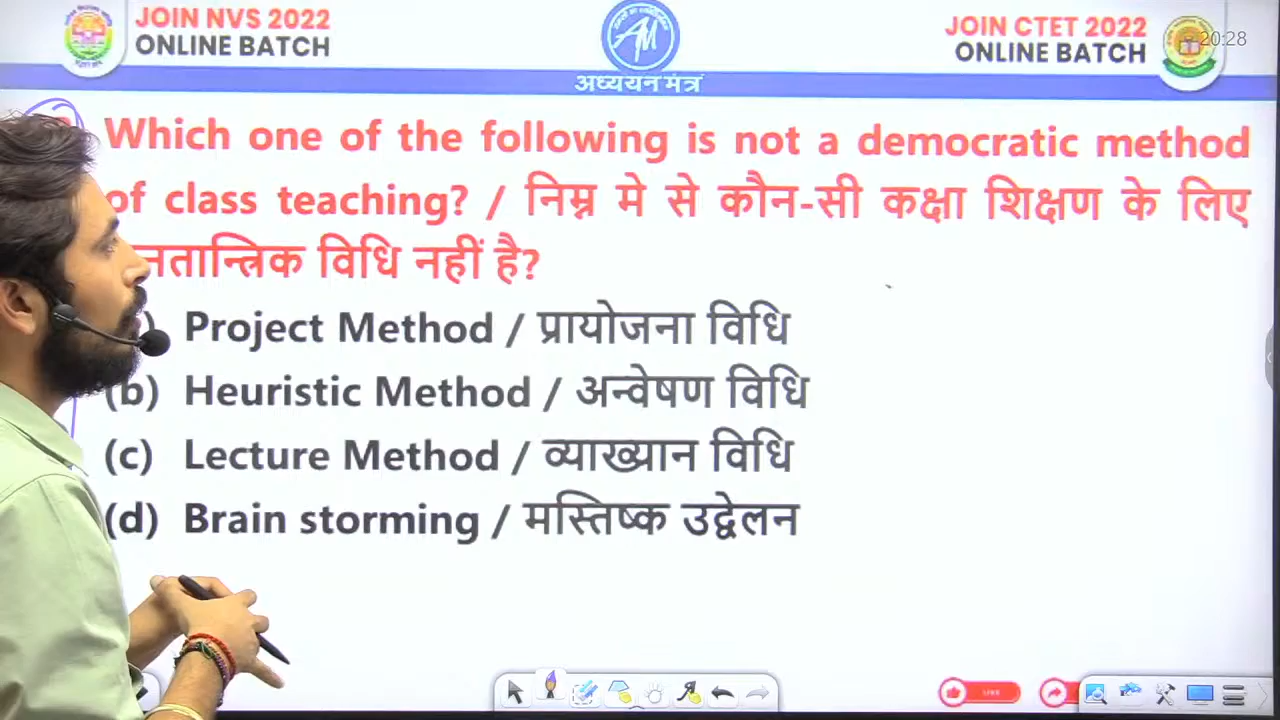 JOIN NVS 2022
ONLINE BATCH
AM
अध्ययन मंत्र
JOIN CTET 2022
ONLINE BATCH
20:28
Which one of the following is not a democratic method
of class teaching? / निम्न मे से कौन-सी कक्षा शिक्षण के लिए
नतान्त्रिक विधि नहीं है?
Project Method / प्रायोजना विधि
(b) Heuristic Method / अन्वेषण विधि
(c) Lecture Method / व्याख्यान विधि
(d) Brain storming / मस्तिष्क उद्वेलन
LIKE